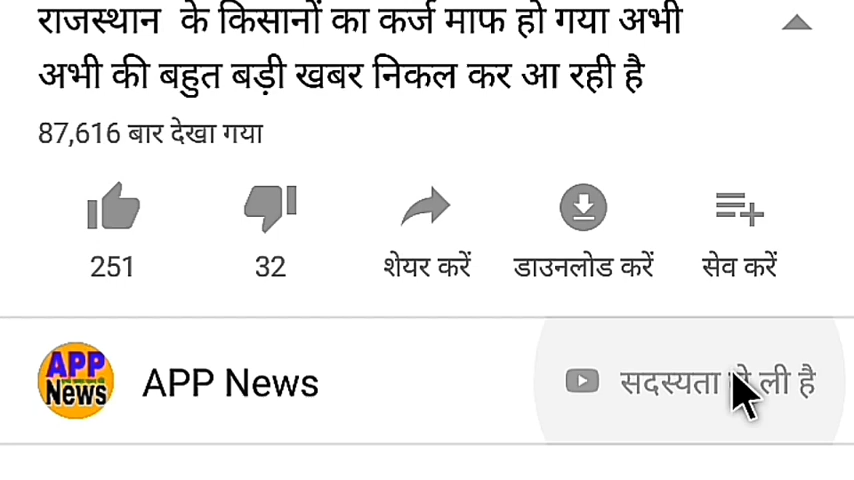 राजस्थान के किसानों का कर्ज माफ हो गया अभी
अभी की बहुत बड़ी खबर निकल कर आ रही है
87,616 बार देखा गया
251 32 शेयर करें डाउनलोड करें सेव करें
APP News
APP News सदस्यता ली है